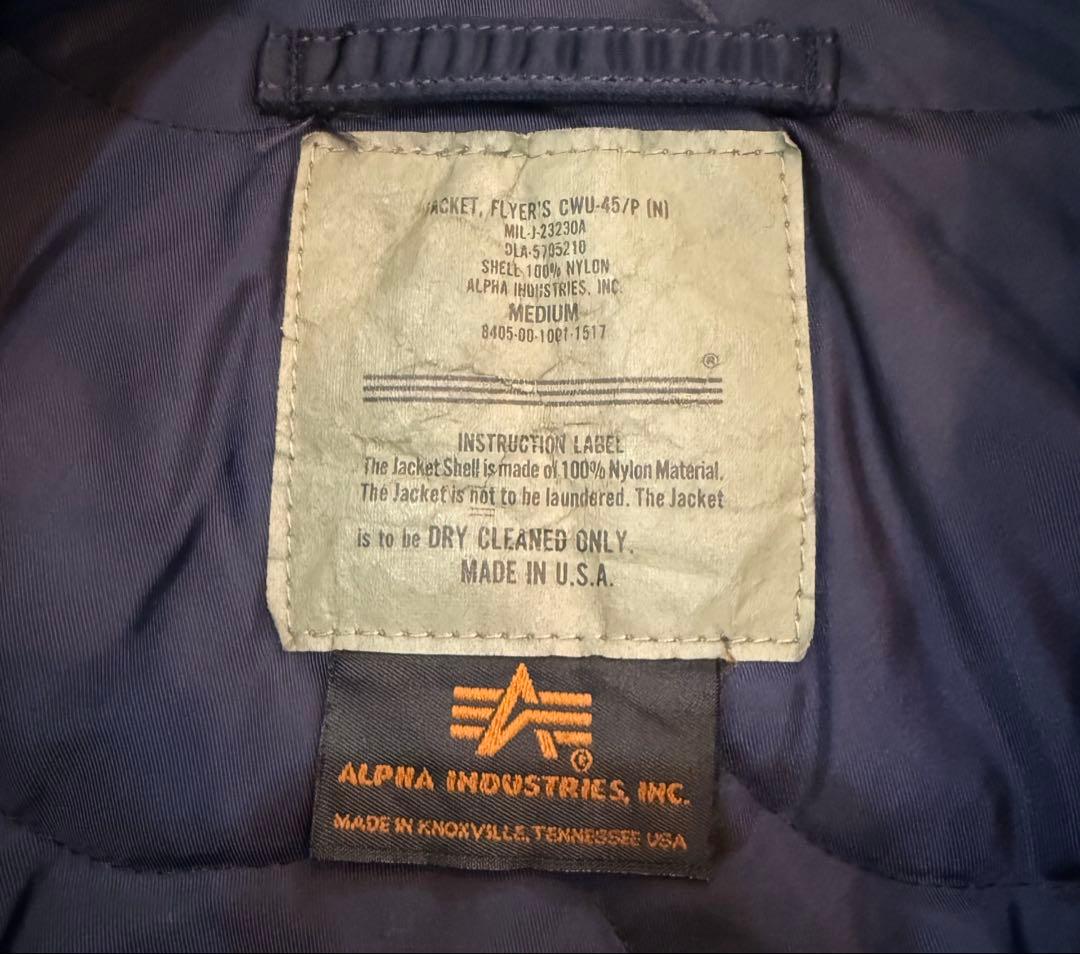 JACKET, FLYER'S CWU-45/P (N)
MIL-J-23230A
DLA-5705210
SHELL 100% NYLON
ALPHA INDUSTRIES, INC.
MEDIUM
8405-00-1001-1517
®
INSTRUCTION LABEL
The Jacket Shell is made of 100% Nylon Material.
The Jacket is not to be laundered. The Jacket
is to be DRY CLEANED ONLY.
MADE IN U.S.A.
®
ALPHA INDUSTRIES, INC.
MADE IN KNOXVILLE, TENNESSEE USA